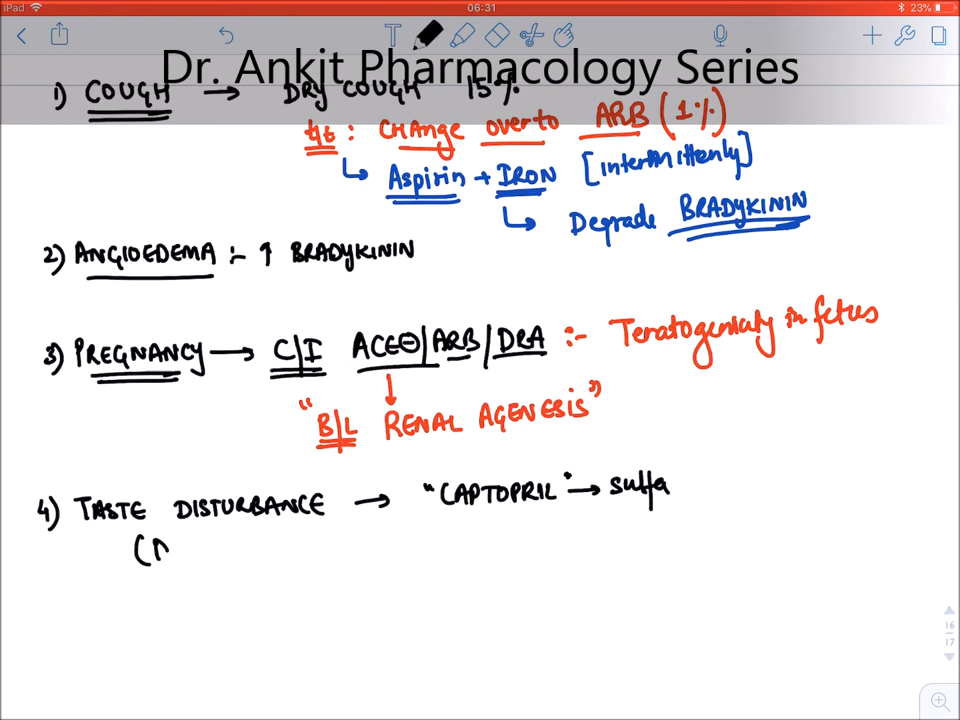 iPad 06:31 23%
Dr. Ankit Pharmacology Series
1) COUGH → DRY COUGH 15%
: CHANGE over to ARB (1%)
↳ Aspirin + IRON [intermittenly]
↳ Degrade BRADYKININ
2) ANGIOEDEMA :- ↑ BRADYKININ
3) PREGNANCY → C/I ACE⊖/ARB/DRA :- Teratogenicity in fetus
↓
"B/L RENAL AGENESIS"
4) TASTE DISTURBANCE → "CAPTOPRIL" → sulfa
(
16
17